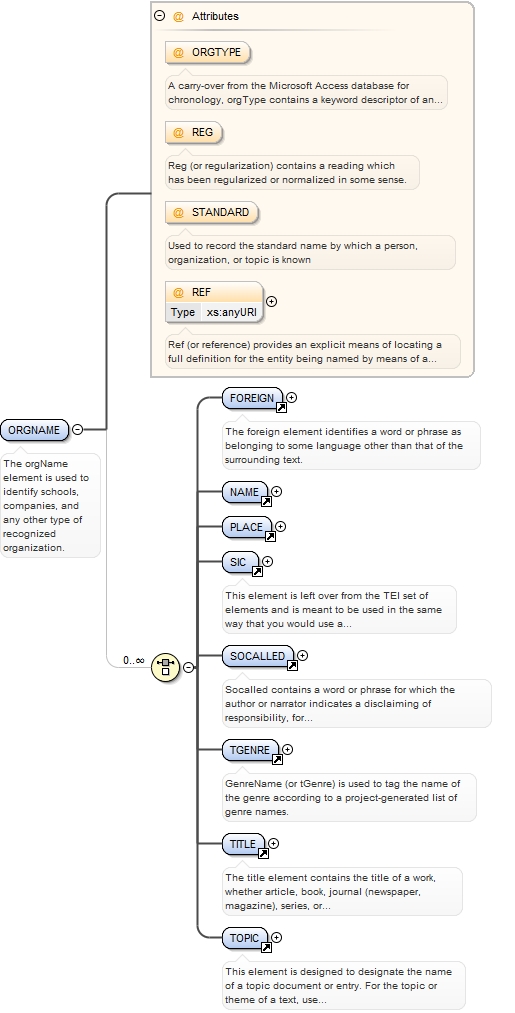 @ Attributes
@ ORGTYPE
A carry-over from the Microsoft Access database for
chronology, orgType contains a keyword descriptor of an...
@ REG
Reg (or regularization) contains a reading which
has been regularized or normalized in some sense.
@ STANDARD
Used to record the standard name by which a person,
organization, or topic is known
@ REF
Type xs:anyURI
Ref (or reference) provides an explicit means of locating a
full definition for the entity being named by means of a...
ORGNAME
The orgName
element is used to
identify schools,
companies, and
any other type of
recognized
organization.
0..∞
FOREIGN
The foreign element identifies a word or phrase as
belonging to some language other than that of the
surrounding text.
NAME
PLACE
SIC
This element is left over from the TEI set of
elements and is meant to be used in the same
way that you would use a...
SOCALLED
Socalled contains a word or phrase for which the
author or narrator indicates a disclaiming of
responsibility, for...
TGENRE
GenreName (or tGenre) is used to tag the name of
the genre according to a project-generated list of
genre names.
TITLE
The title element contains the title of a work,
whether article, book, journal (newspaper,
magazine), series, or...
TOPIC
This element is designed to designate the name
of a topic document or entry. For the topic or
theme of a text, use...